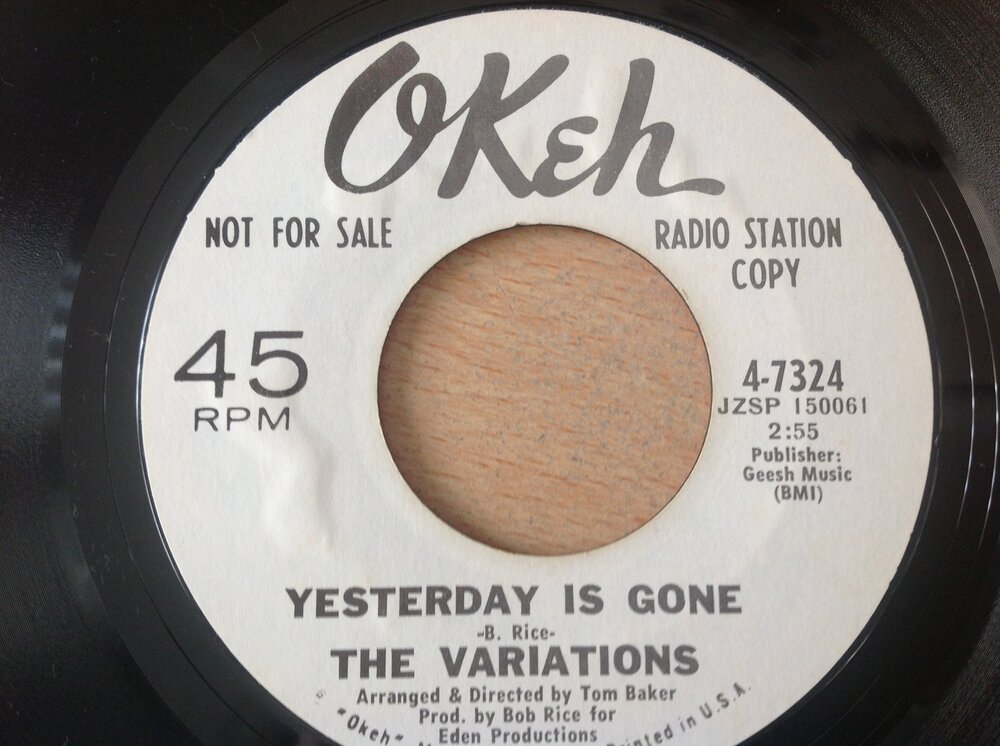 OKeh
NOT FOR SALE
RADIO STATION
COPY
45
RPM
4-7324
JZSP 150061
2:55
Publisher:
Geesh Music
(BMI)
YESTERDAY IS GONE
-B. Rice-
THE VARIATIONS
Arranged & Directed by Tom Baker
Prod. by Bob Rice for
Eden Productions
"Okeh"
in U.S.A.